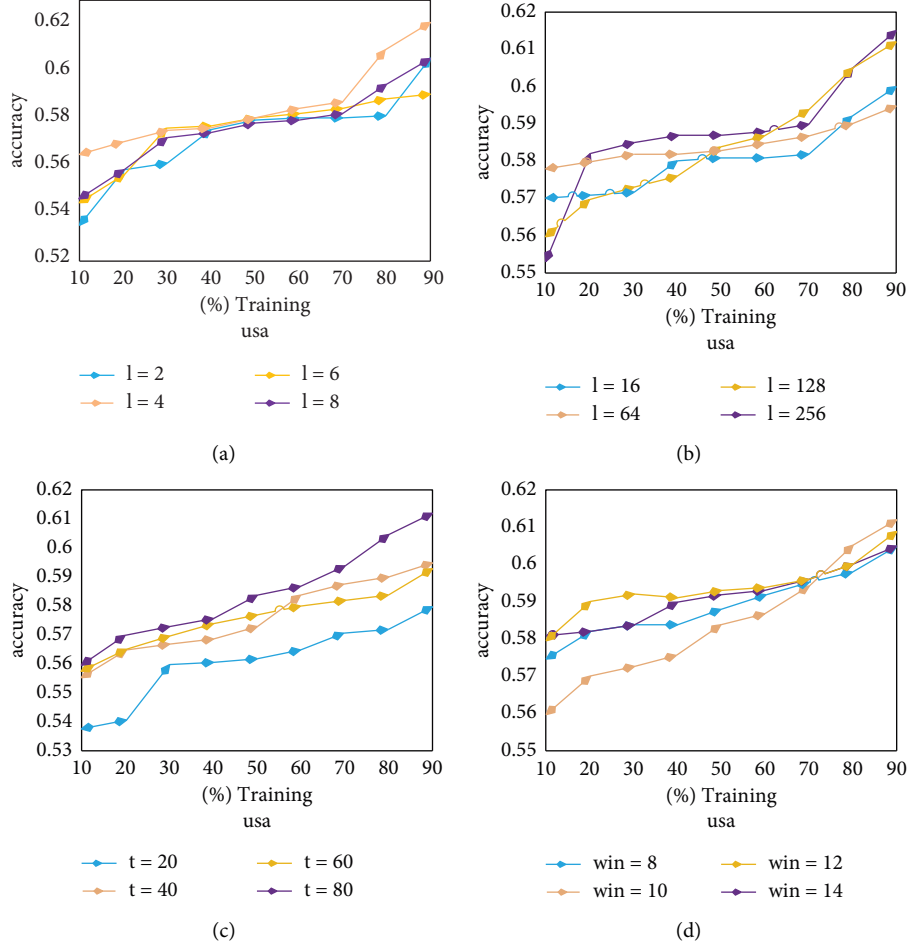 0.62
0.6
0.58
0.56
0.54
0.52
accuracy
10 20 30 40 50 60 70 80 90
(%) Training
usa
l = 2 l = 6
l = 4 l = 8
(a)
0.62
0.61
0.6
0.59
0.58
0.57
0.56
0.55
accuracy
10 20 30 40 50 60 70 80 90
(%) Training
usa
l = 16 l = 128
l = 64 l = 256
(b)
0.62
0.61
0.6
0.59
0.58
0.57
0.56
0.55
0.54
0.53
accuracy
10 20 30 40 50 60 70 80 90
(%) Training
usa
t = 20 t = 60
t = 40 t = 80
(c)
0.62
0.61
0.6
0.59
0.58
0.57
0.56
0.55
accuracy
10 20 30 40 50 60 70 80 90
(%) Training
usa
win = 8 win = 12
win = 10 win = 14
(d)